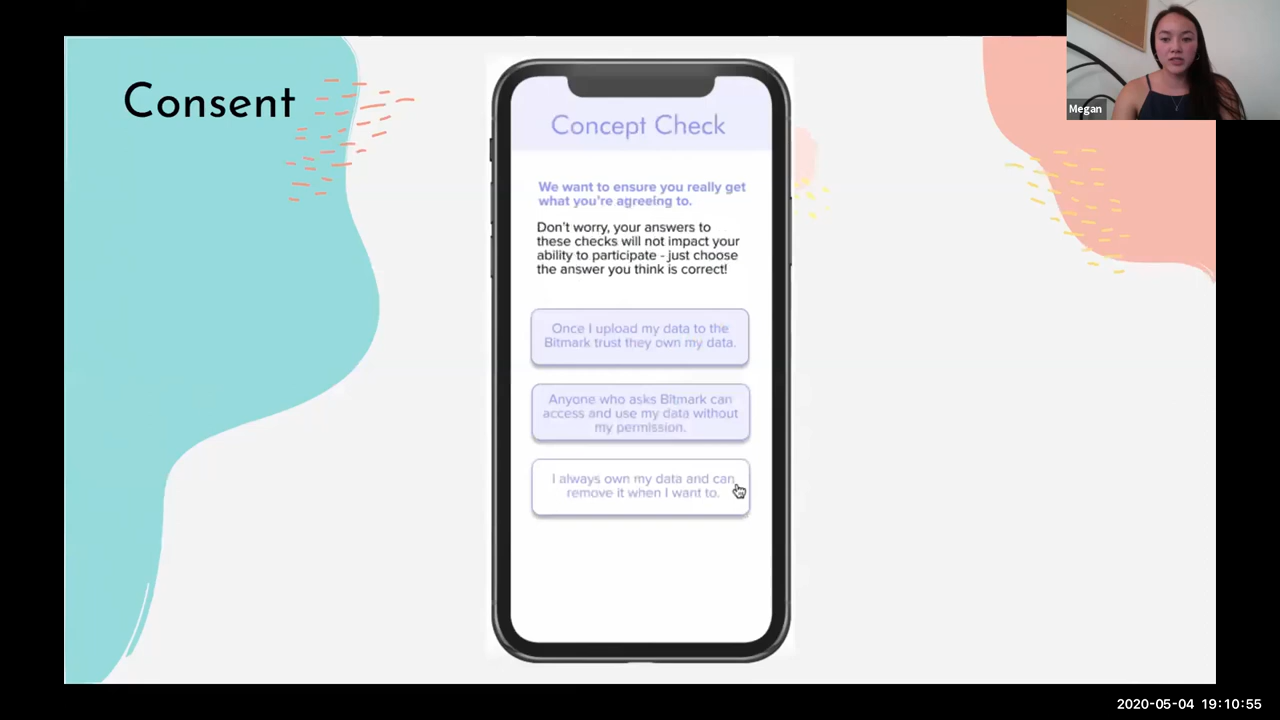 Consent
Concept Check
We want to ensure you really get
what you're agreeing to.
Don't worry, your answers to
these checks will not impact your
ability to participate - just choose
the answer you think is correct!
Once I upload my data to the
Bitmark trust they own my data.
Anyone who asks Bitmark can
access and use my data without
my permission.
I always own my data and can
remove it when I want to.
Megan
2020-05-04 19:10:55